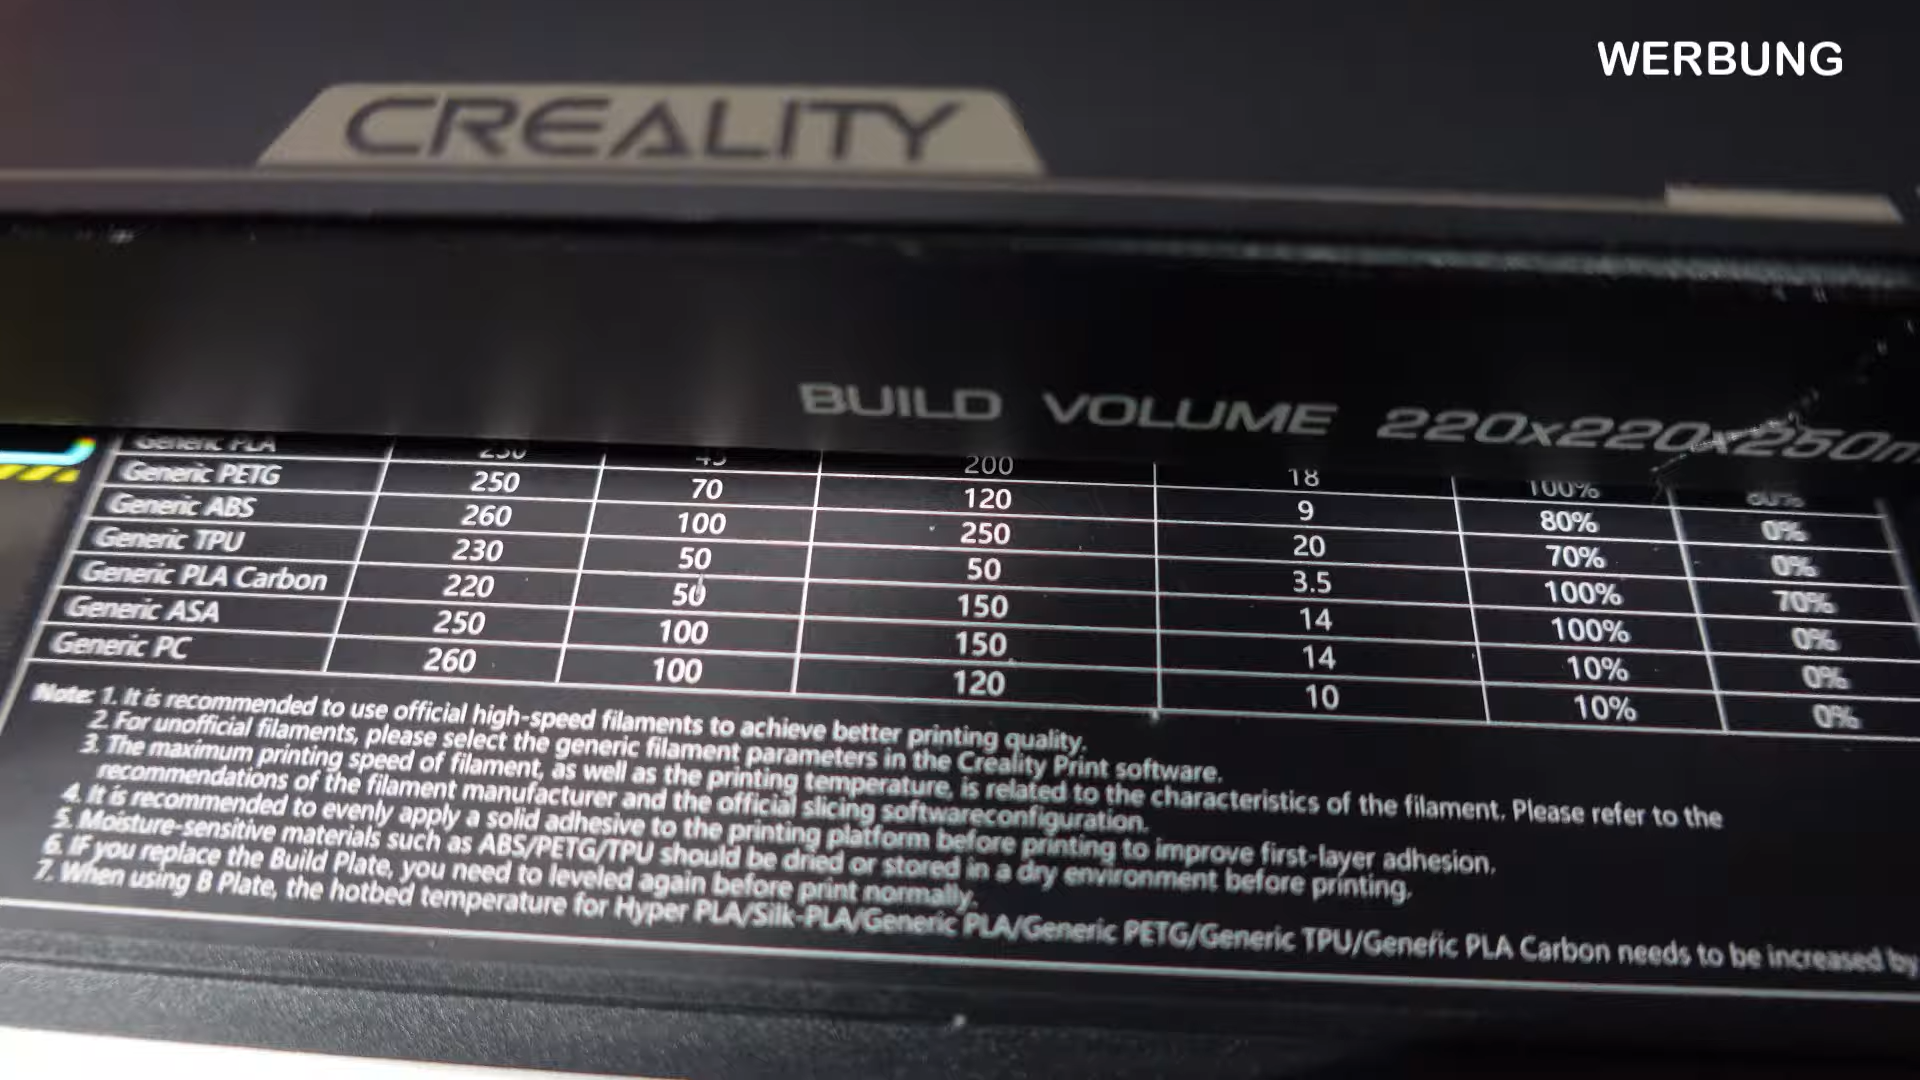 WERBUNG
CREALITY
BUILD VOLUME 220x220x250m
Generic PLA 230 45 200 18 100% 80%
Generic PETG 250 70 120 9 80% 0%
Generic ABS 260 100 250 20 70% 0%
Generic TPU 230 50 50 3.5 100% 70%
Generic PLA Carbon 220 50 150 14 100% 0%
Generic ASA 250 100 150 14 10% 0%
Generic PC 260 100 120 10 10% 0%
Note: 1. It is recommended to use official high-speed filaments to achieve better printing quality.
2. For unofficial filaments, please select the generic filament parameters in the Creality Print software.
3. The maximum printing speed of filament, as well as the printing temperature, is related to the characteristics of the filament. Please refer to the
recommendations of the filament manufacturer and the official slicing softwareconfiguration.
4. It is recommended to evenly apply a solid adhesive to the printing platform before printing to improve first-layer adhesion.
5. Moisture-sensitive materials such as ABS/PETG/TPU should be dried or stored in a dry environment before printing.
6. IFyou replace the Build Plate, you need to leveled again before print normally.
7. When using B Plate, the hotbed temperature for Hyper PLA/Silk-PLA/Generic PLA/Generic PETG/Generic TPU/Generic PLA Carbon needs to be increased by